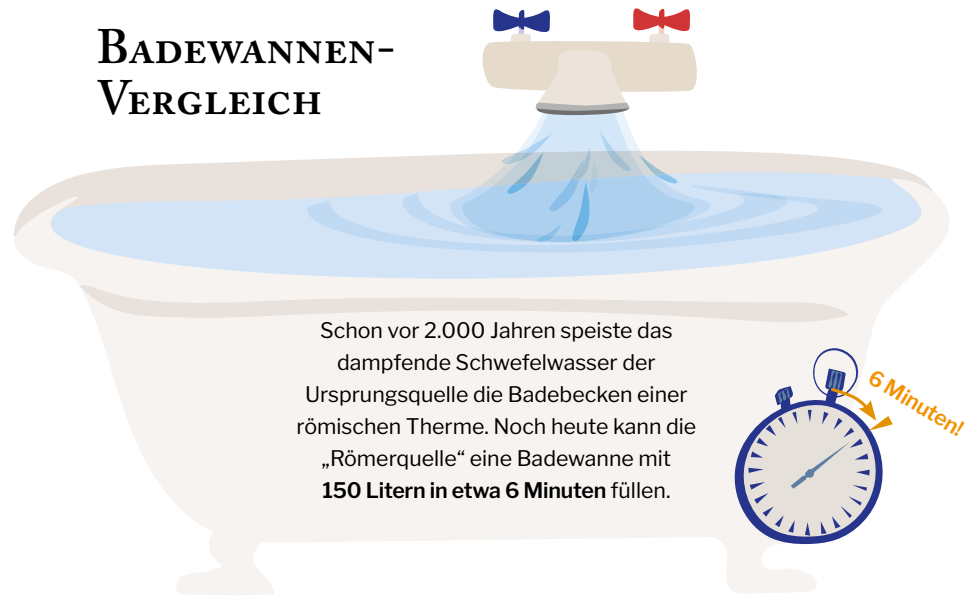 BADEWANNEN-
VERGLEICH
Schon vor 2.000 Jahren speiste das
dampfende Schwefelwasser der
Ursprungsquelle die Badebecken einer
römischen Therme. Noch heute kann die
„Römerquelle“ eine Badewanne mit
150 Litern in etwa 6 Minuten füllen.
6 Minuten!